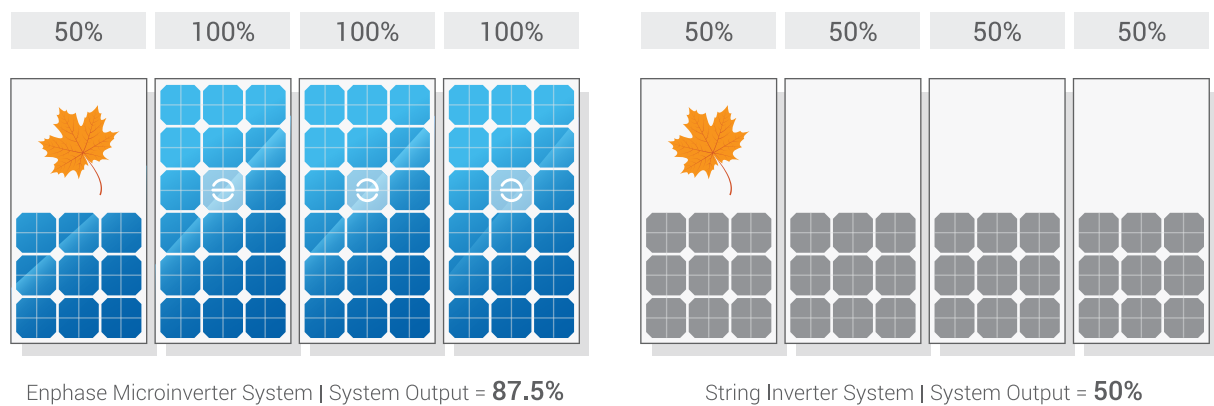 50% 100% 100% 100%
50% 50% 50% 50%
Enphase Microinverter System | System Output = 87.5%
String Inverter System | System Output = 50%